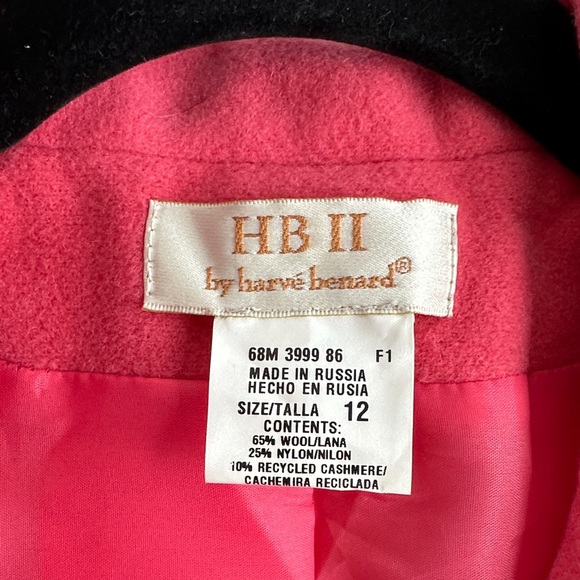 HB II
by harvé benard®
68M 3999 86 F1
MADE IN RUSSIA
HECHO EN RUSIA
SIZE/TALLA 12
CONTENTS:
65% WOOL/LANA
25% NYLON/NILON
10% RECYCLED CASHMERE/
CACHEMIRA RECICLADA